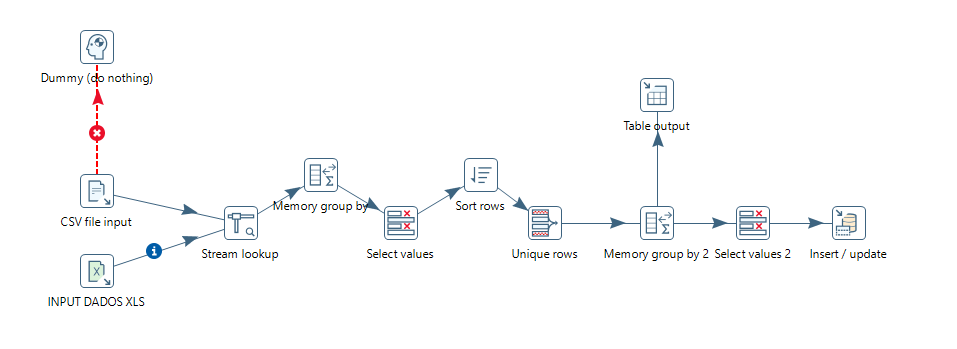 Dummy (do nothing)
Table output
Memory group by
Sort rows
CSV file input
Stream lookup
Select values
Unique rows
Memory group by 2
Select values 2
Insert / update
INPUT DADOS XLS